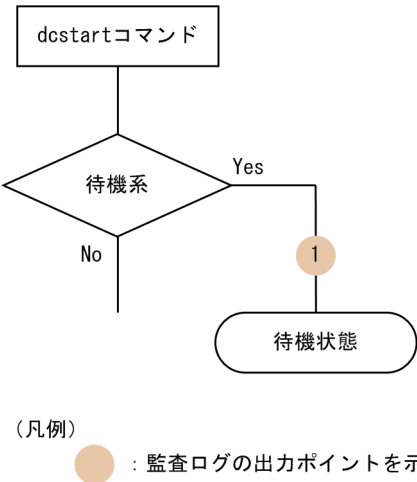 dcstartコマンド
待機系
Yes
No
1
待機状態
（凡例）
：監査ログの出力ポイントを示